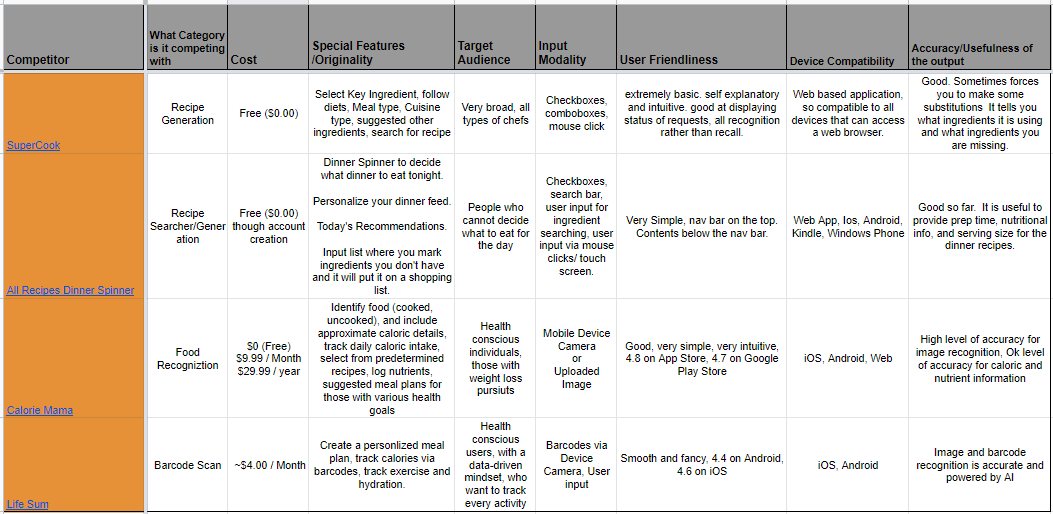 Competitor
What Category
is it competing
with
Cost
Special Features
/Originality
Target
Audience
Input
Modality
User Friendliness
Device Compatibility
Accuracy/Usefulness of
the output
SuperCook
Recipe
Generation
Free ($0.00)
Select Key Ingredient, follow
diets, Meal type, Cuisine
type, suggested other
ingredients, search for recipe
Very broad, all
types of chefs
Checkboxes,
comboboxes,
mouse click
extremely basic. self explanatory
and intuitive. good at displaying
status of requests, all recognition
rather than recall.
Web based application,
so compatible to all
devices that can access
a web browser.
Good. Sometimes forces
you to make some
substitutions It tells you
what ingredients it is using
and what ingredients you
are missing.
All Recipes Dinner Spinner
Recipe
Searcher/Gener
ation
Free ($0.00)
though account
creation
Dinner Spinner to decide
what dinner to eat tonight.
Personalize your dinner feed.
Today's Recommendations.
Input list where you mark
ingredients you don't have
and it will put it on a shopping
list.
People who
cannot decide
what to eat for
the day
Checkboxes,
search bar,
user input for
ingredient
searching, user
input via mouse
clicks/ touch
screen.
Very Simple, nav bar on the top.
Contents below the nav bar.
Web App, Ios, Android,
Kindle, Windows Phone
Good so far. It is useful to
provide prep time, nutritional
info, and serving size for the
dinner recipes.
Calorie Mama
Food
Recogniztion
$0 (Free)
$9.99 / Month
$29.99 / year
Identify food (cooked,
uncooked), and include
approximate caloric details,
track daily caloric intake,
select from predetermined
recipes, log nutrients,
suggested meal plans for
those with various health
goals
Health
conscious
individuals,
those with
weight loss
pursiuts
Mobile Device
Camera
or
Uploaded
Image
Good, very simple, very intuitive,
4.8 on App Store, 4.7 on Google
Play Store
iOS, Android, Web
High level of accuracy for
image recognition, Ok level
of accuracy for caloric and
nutrient information
Life Sum
Barcode Scan
~$4.00 / Month
Create a personlized meal
plan, track calories via
barcodes, track exercise and
hydration.
Health
conscious
users, with a
data-driven
mindset, who
want to track
every activity
Barcodes via
Device
Camera, User
input
Smooth and fancy, 4.4 on Android,
4.6 on iOS
iOS, Android
Image and barcode
recognition is accurate and
powered by AI